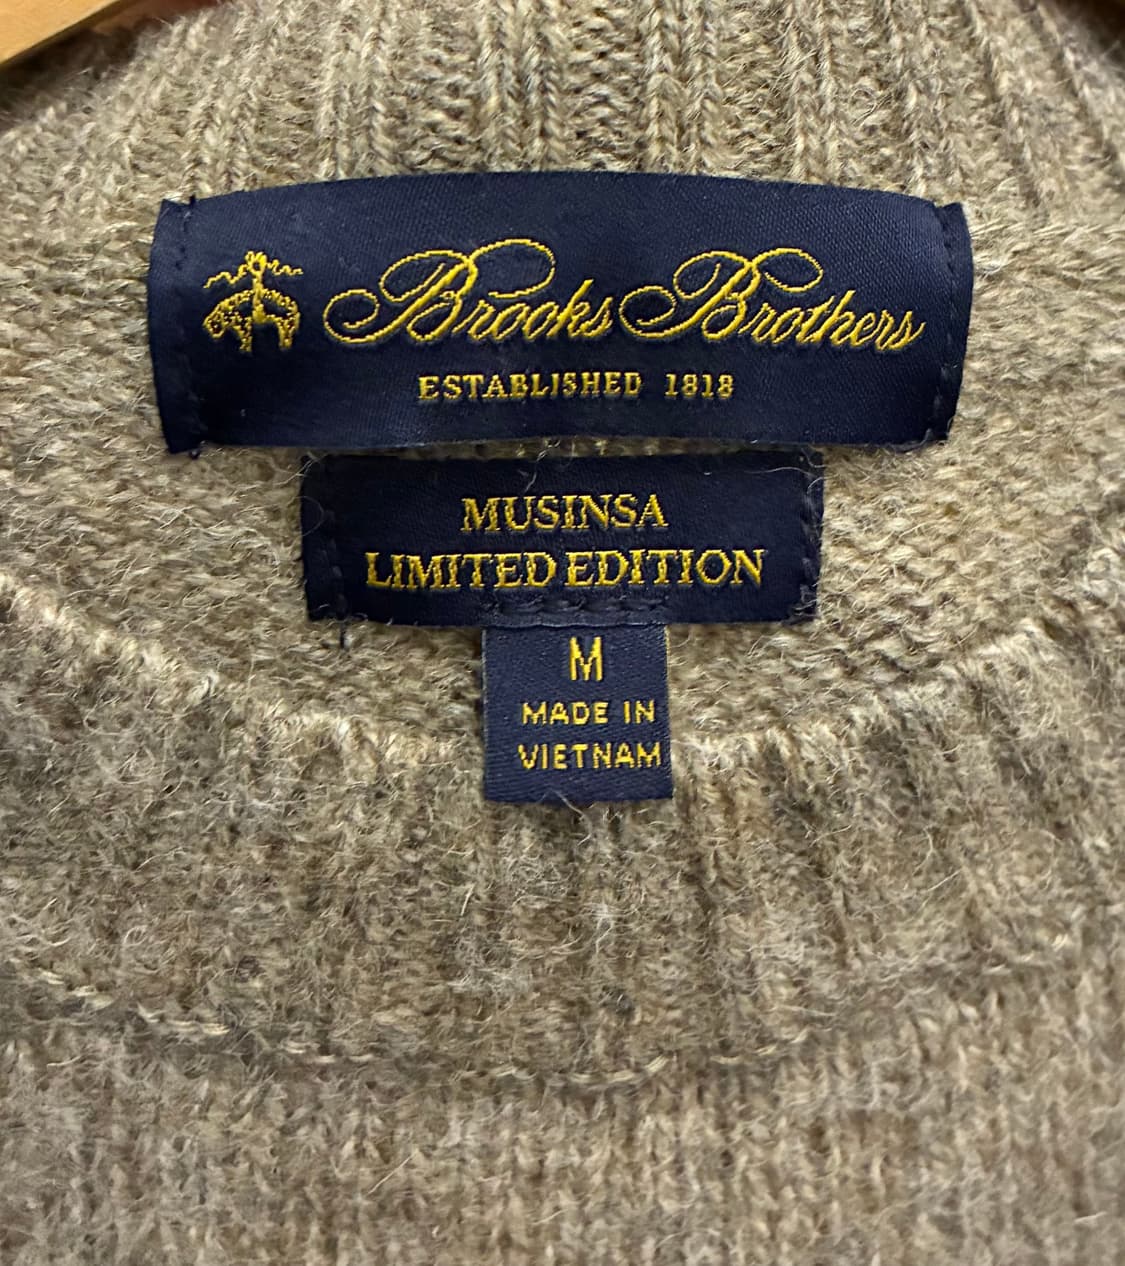 Brooks Brothers
ESTABLISHED 1818
MUSINSA
LIMITED EDITION
M
MADE IN
VIETNAM